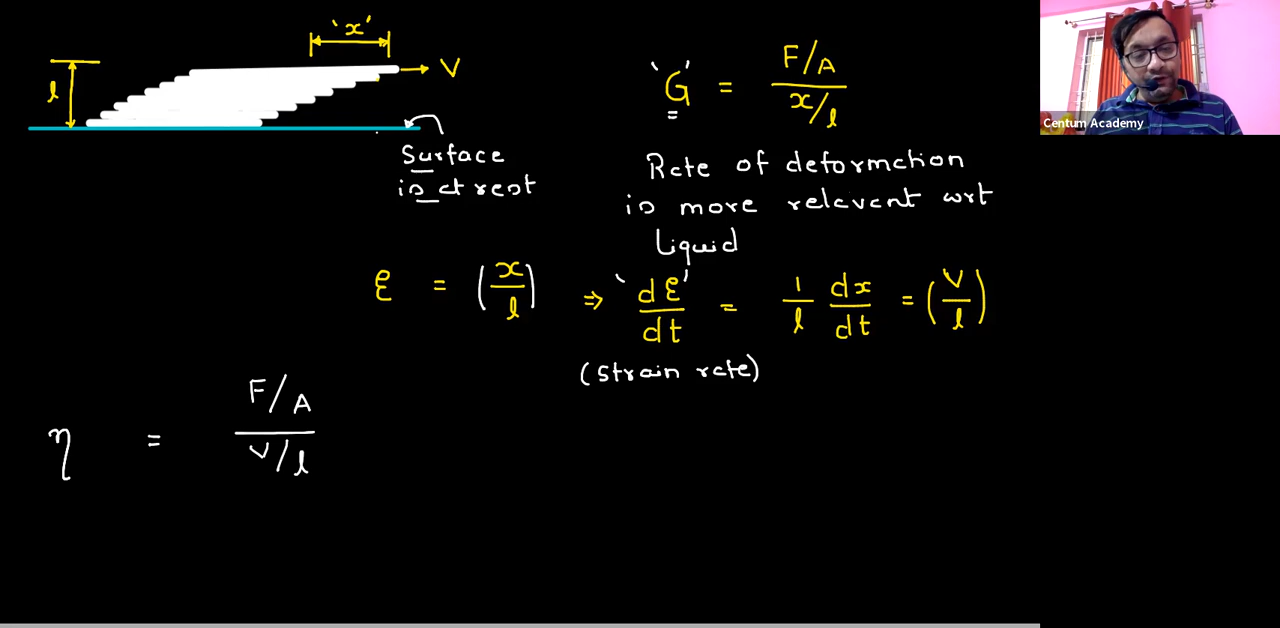 'x'
l
V
'G' = F/A / x/l
Centum Academy
Surface
is at rest
Rate of deformation
is more relevant wrt
liquid
ε = (x/l) ⇒ 'dε'/dt = 1/l dx/dt = (V/l)
(strain rate)
η = F/A / V/l